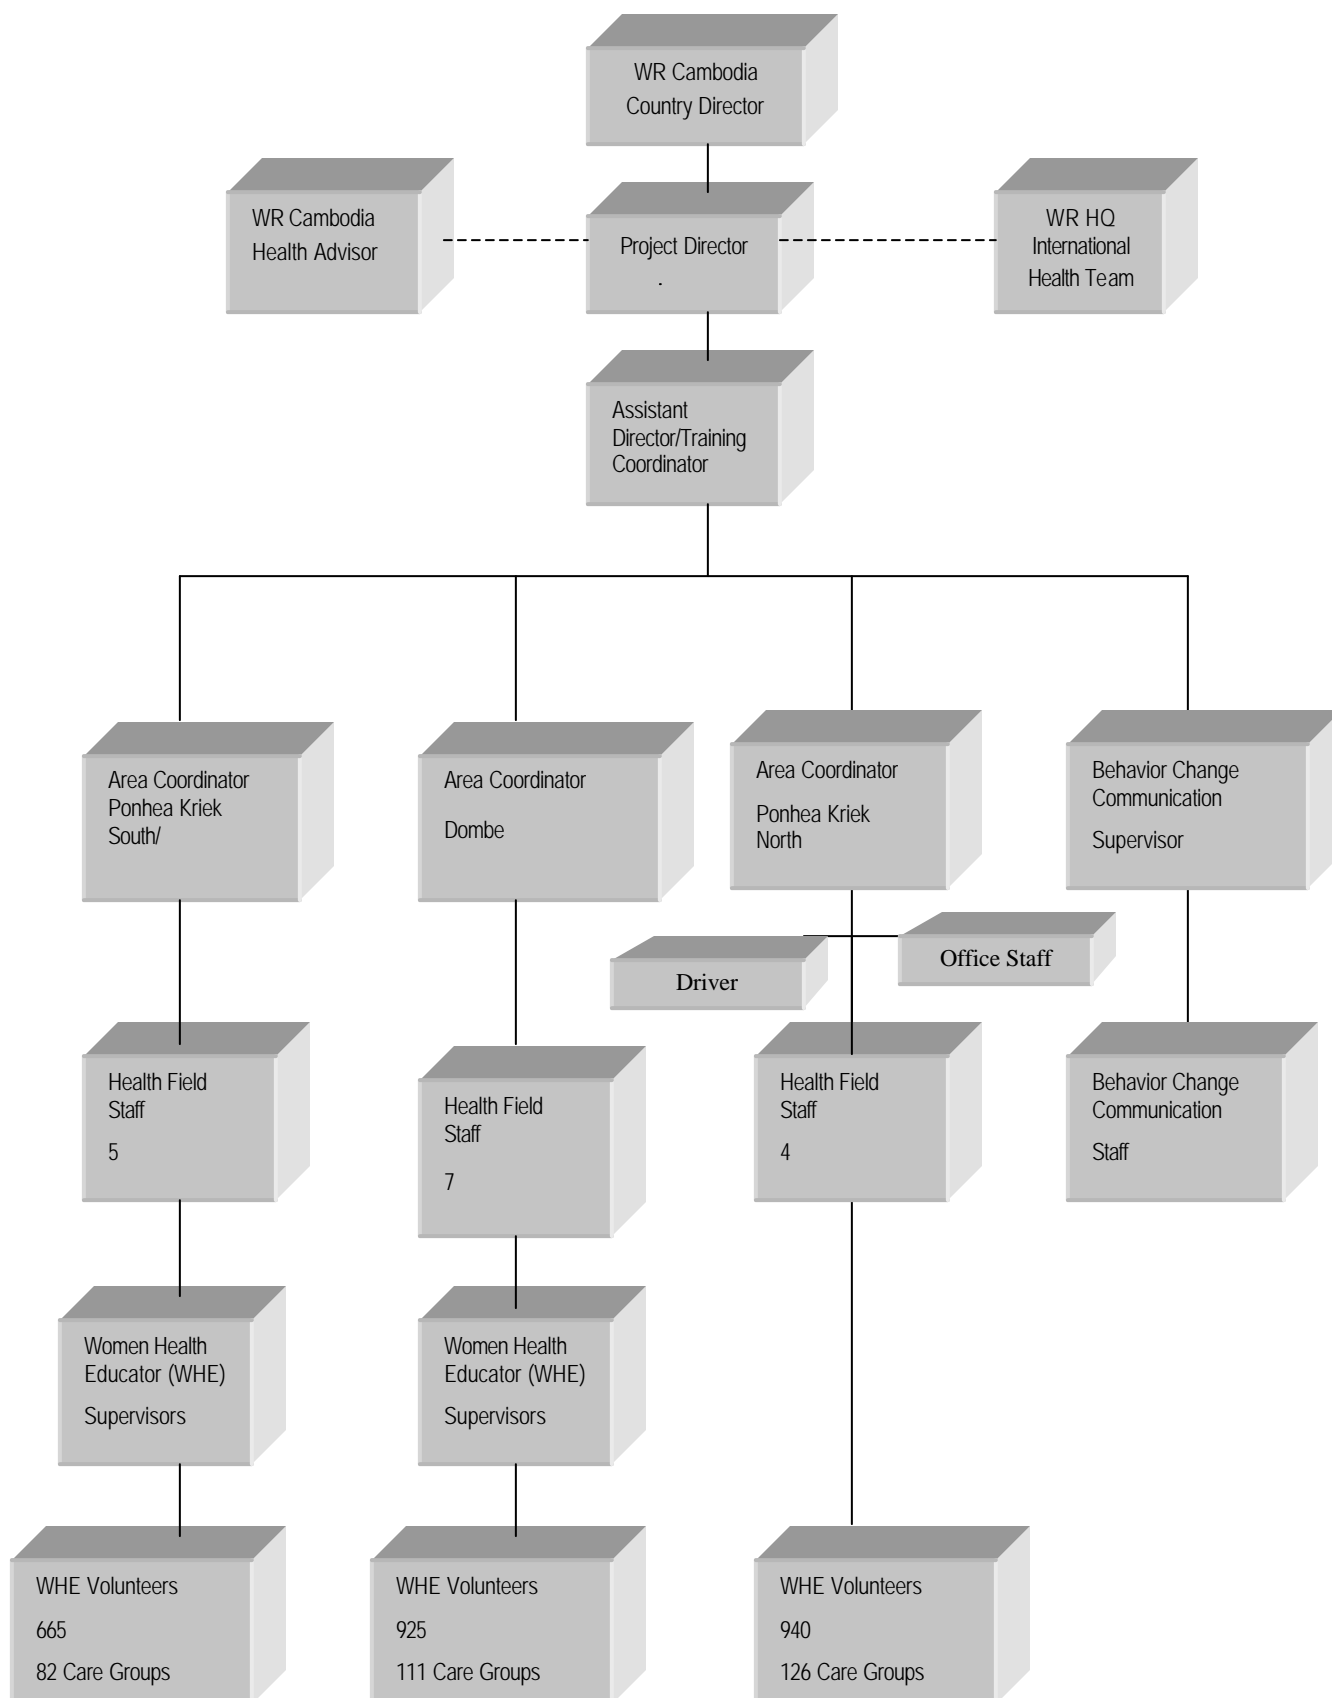 WR Cambodia
Country Director
WR Cambodia
Health Advisor
Project Director
.
WR HQ
International
Health Team
Assistant
Director/Training
Coordinator
Area Coordinator
Ponhea Kriek
South/
Area Coordinator
Dombe
Area Coordinator
Ponhea Kriek
North
Behavior Change
Communication
Supervisor
Driver
Office Staff
Health Field
Staff
5
Health Field
Staff
7
Health Field
Staff
4
Behavior Change
Communication
Staff
Women Health
Educator (WHE)
Supervisors
Women Health
Educator (WHE)
Supervisors
WHE Volunteers
665
82 Care Groups
WHE Volunteers
925
111 Care Groups
WHE Volunteers
940
126 Care Groups